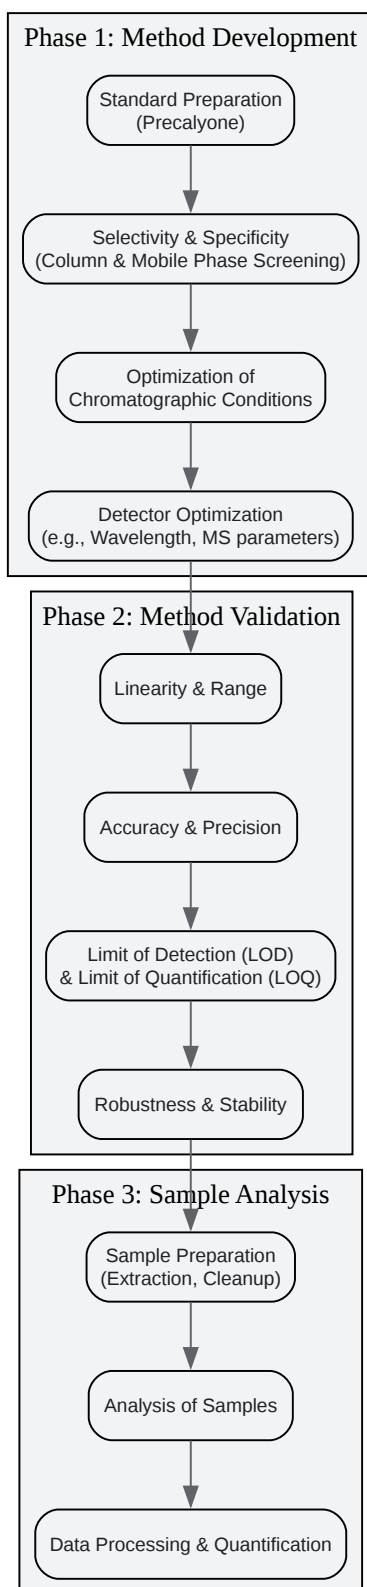 Phase 1: Method Development
Standard Preparation
(Precalyone)
Selectivity & Specificity
(Column & Mobile Phase Screening)
Optimization of
Chromatographic Conditions
Detector Optimization
(e.g., Wavelength, MS parameters)
Phase 2: Method Validation
Linearity & Range
Accuracy & Precision
Limit of Detection (LOD)
& Limit of Quantification (LOQ)
Robustness & Stability
Phase 3: Sample Analysis
Sample Preparation
(Extraction, Cleanup)
Analysis of Samples
Data Processing & Quantification